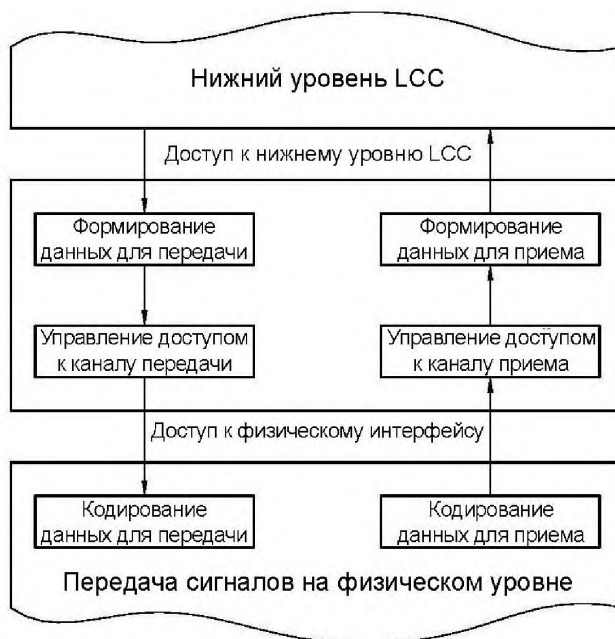 Нижний уровень LCC
Доступ к нижнему уровню LCC
Формирование
данных для передачи
Формирование
данных для приема
Управление доступом
к каналу передачи
Управление доступом
к каналу приема
Доступ к физическому интерфейсу
Кодирование
данных для передачи
Кодирование
данных для приема
Передача сигналов на физическом уровне